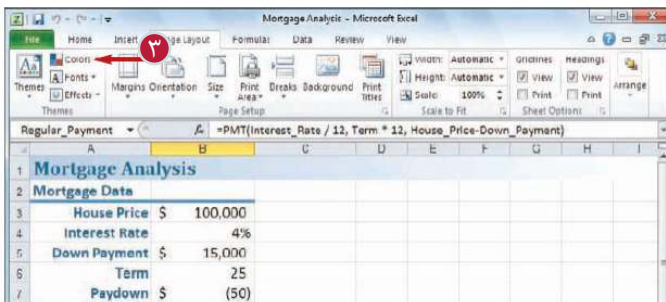 Mortgage Analysis - Microsoft Excel
File Home Insert Page Layout Formulas Data Review View
٣
Colors
Fonts
Effects
Themes
Margins Orientation Size Print Area Breaks Background Print Titles
Width: Automatic
Height: Automatic
Scale: 100%
Gridlines Headings
View View
Print Print
Arrange
Themes Page Setup Scale to Fit Sheet Options
Regular_Payment fx =PMT(Interest_Rate / 12, Term * 12, House_Price-Down_Payment)
A B C D E F G H I
1 Mortgage Analysis
2 Mortgage Data
3 House Price $ 100,000
4 Interest Rate 4%
5 Down Payment $ 15,000
6 Term 25
7 Paydown $ (50)